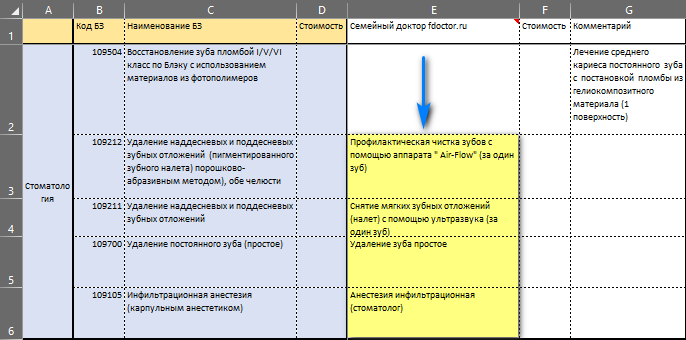 A B C D E F G
1 Код БЗ Наименование БЗ Стоимость Семейный доктор fdoctor.ru Стоимость Комментарий
109504 Восстановление зуба пломбой I/V/VI Лечение среднего
класс по Блэку с использованием кариеса постоянного зуба
материалов из фотополимеров с постановкой пломбы из
гелиокомпозитного
материала (1
2 поверхность)
109212 Удаление наддесневых и поддесневых Профилактическая чистка зубов с
зубных отложений (пигментированного помощью аппарата " Air-Flow" (за один
зубного налета) порошково- зуб)
3 абразивным методом), обе челюсти
Стоматоло
гия
109211 Удаление наддесневых и поддесневых Снятие мягких зубных отложений
зубных отложений (налет) с помощью ультразвука (за
4 один зуб)
109700 Удаление постоянного зуба (простое) Удаление зуба простое
5
109105 Инфильтрационная анестезия Анестезия инфильтрационная
(карпульным анестетиком) (стоматолог)
6